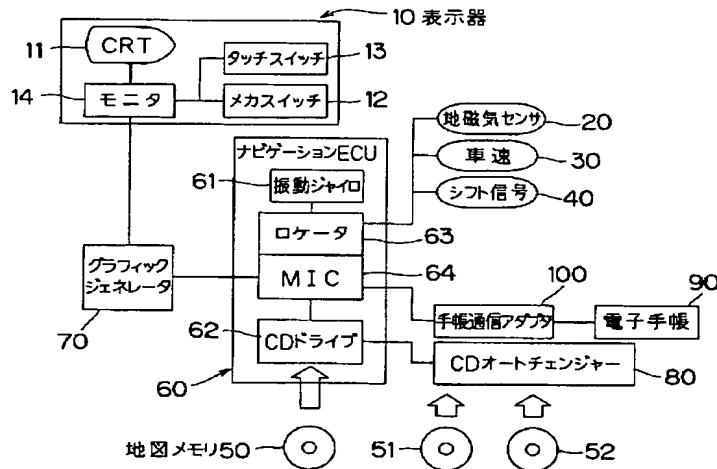 10 表示器
11
CRT
13
タッチスイッチ
14
モニタ
メカスイッチ
12
ナビゲーションECU
地磁気センサ
20
車速
30
シフト信号
40
61
振動ジャイロ
ロケータ
63
MIC
64
グラフィック
ジェネレータ
70
100
90
手帳通信アダプタ
電子手帳
62
CDドライブ
CDオートチェンジャー
80
60
地図メモリ50
51
52